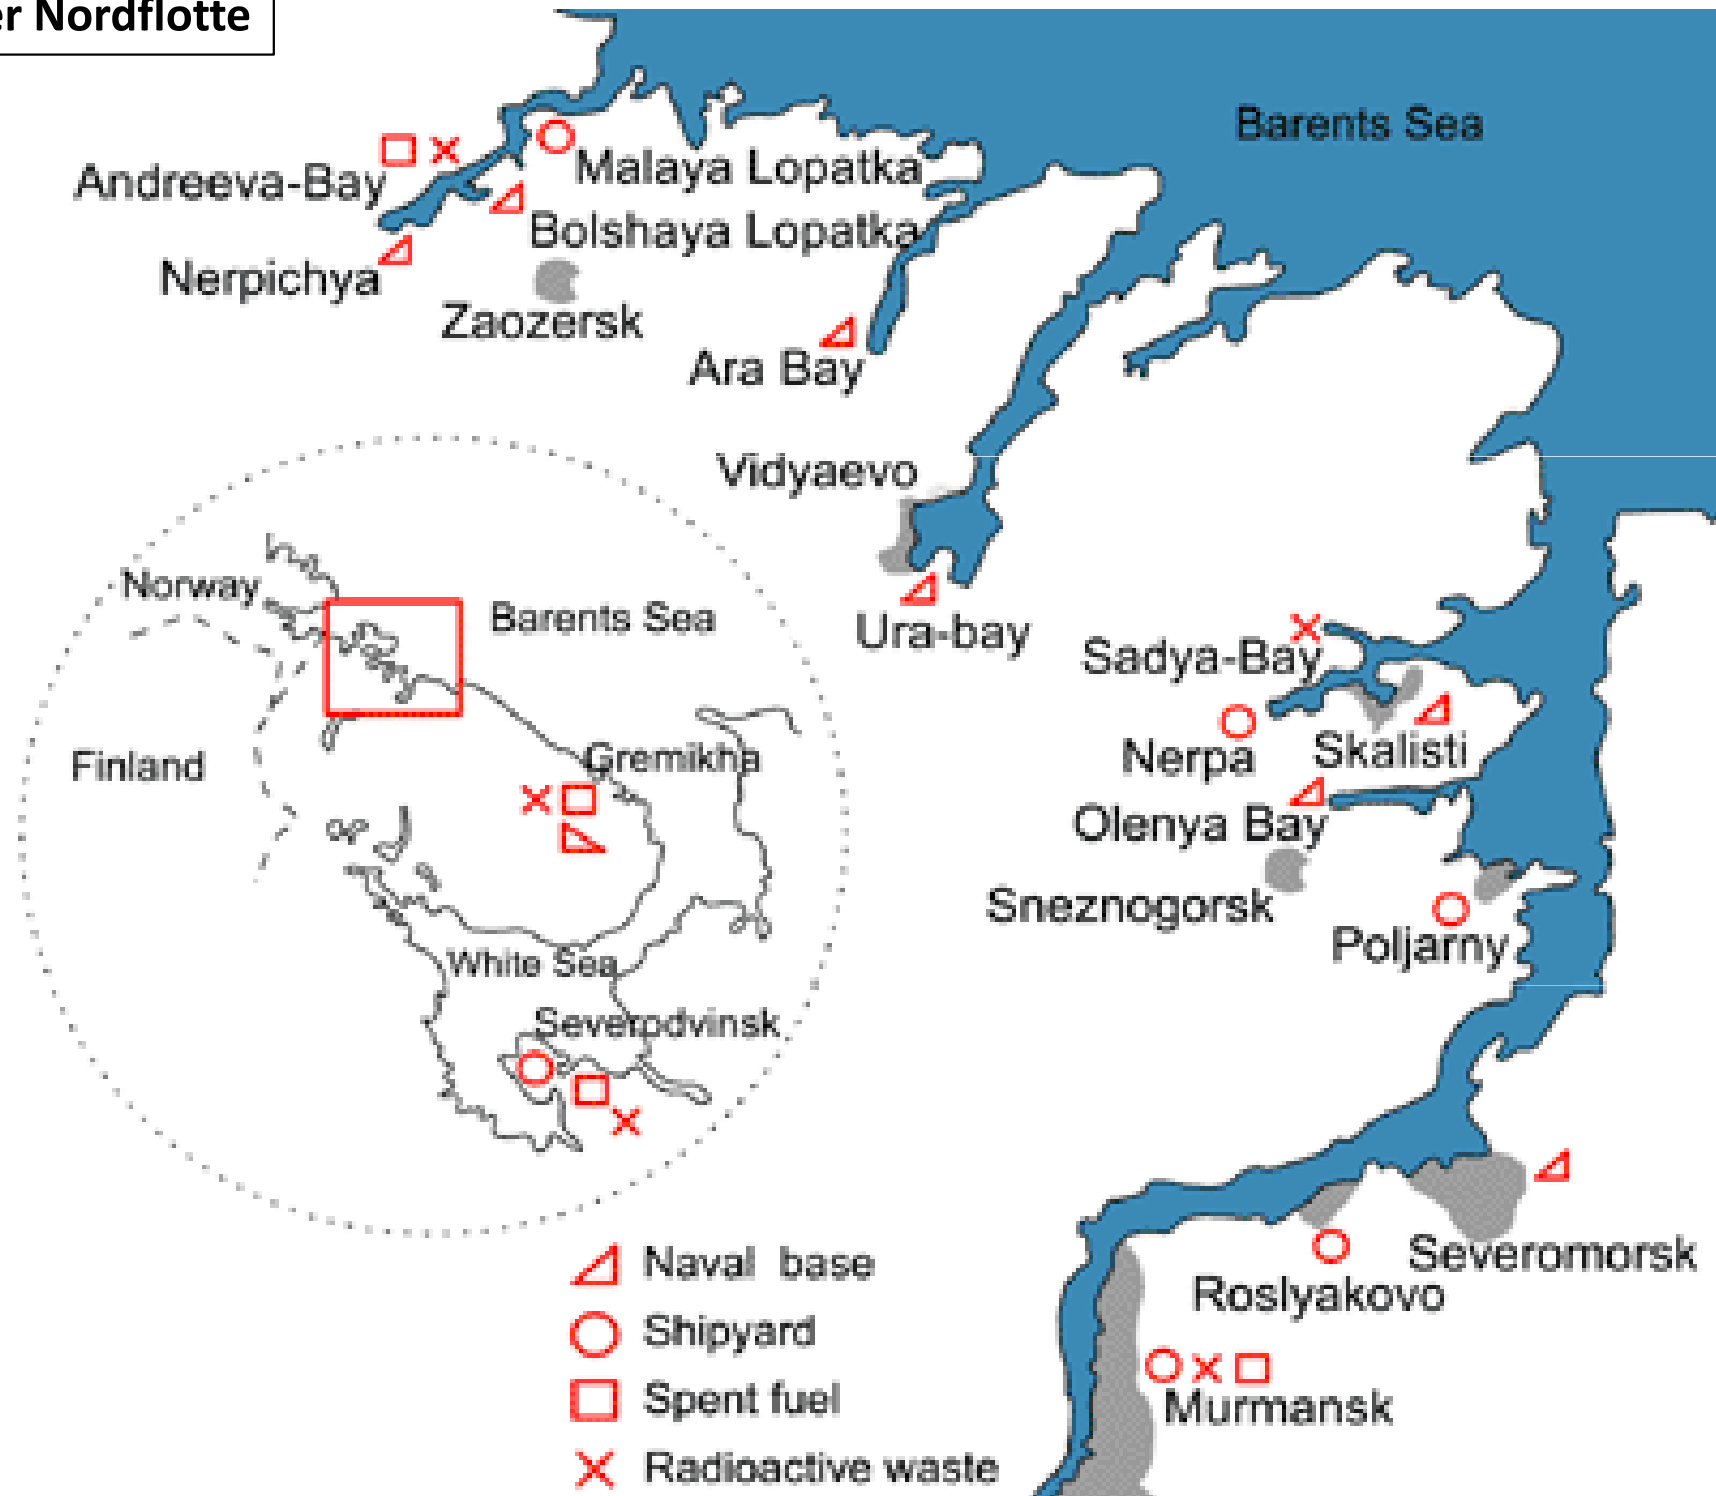 er Nordflotte
Barents Sea
Andreeva-Bay
Malaya Lopatka
Bolshaya Lopatka
Nerpichya
Zaozersk
Ara Bay
Vidyaevo
Ura-bay
Norway
Barents Sea
Finland
Gremikha
White Sea
Severodvinsk
Sadya-Bay
Nerpa
Skalisti
Olenya Bay
Sneznogorsk
Poljarny
Severomorsk
Roslyakovo
Murmansk
Naval base
Shipyard
Spent fuel
Radioactive waste